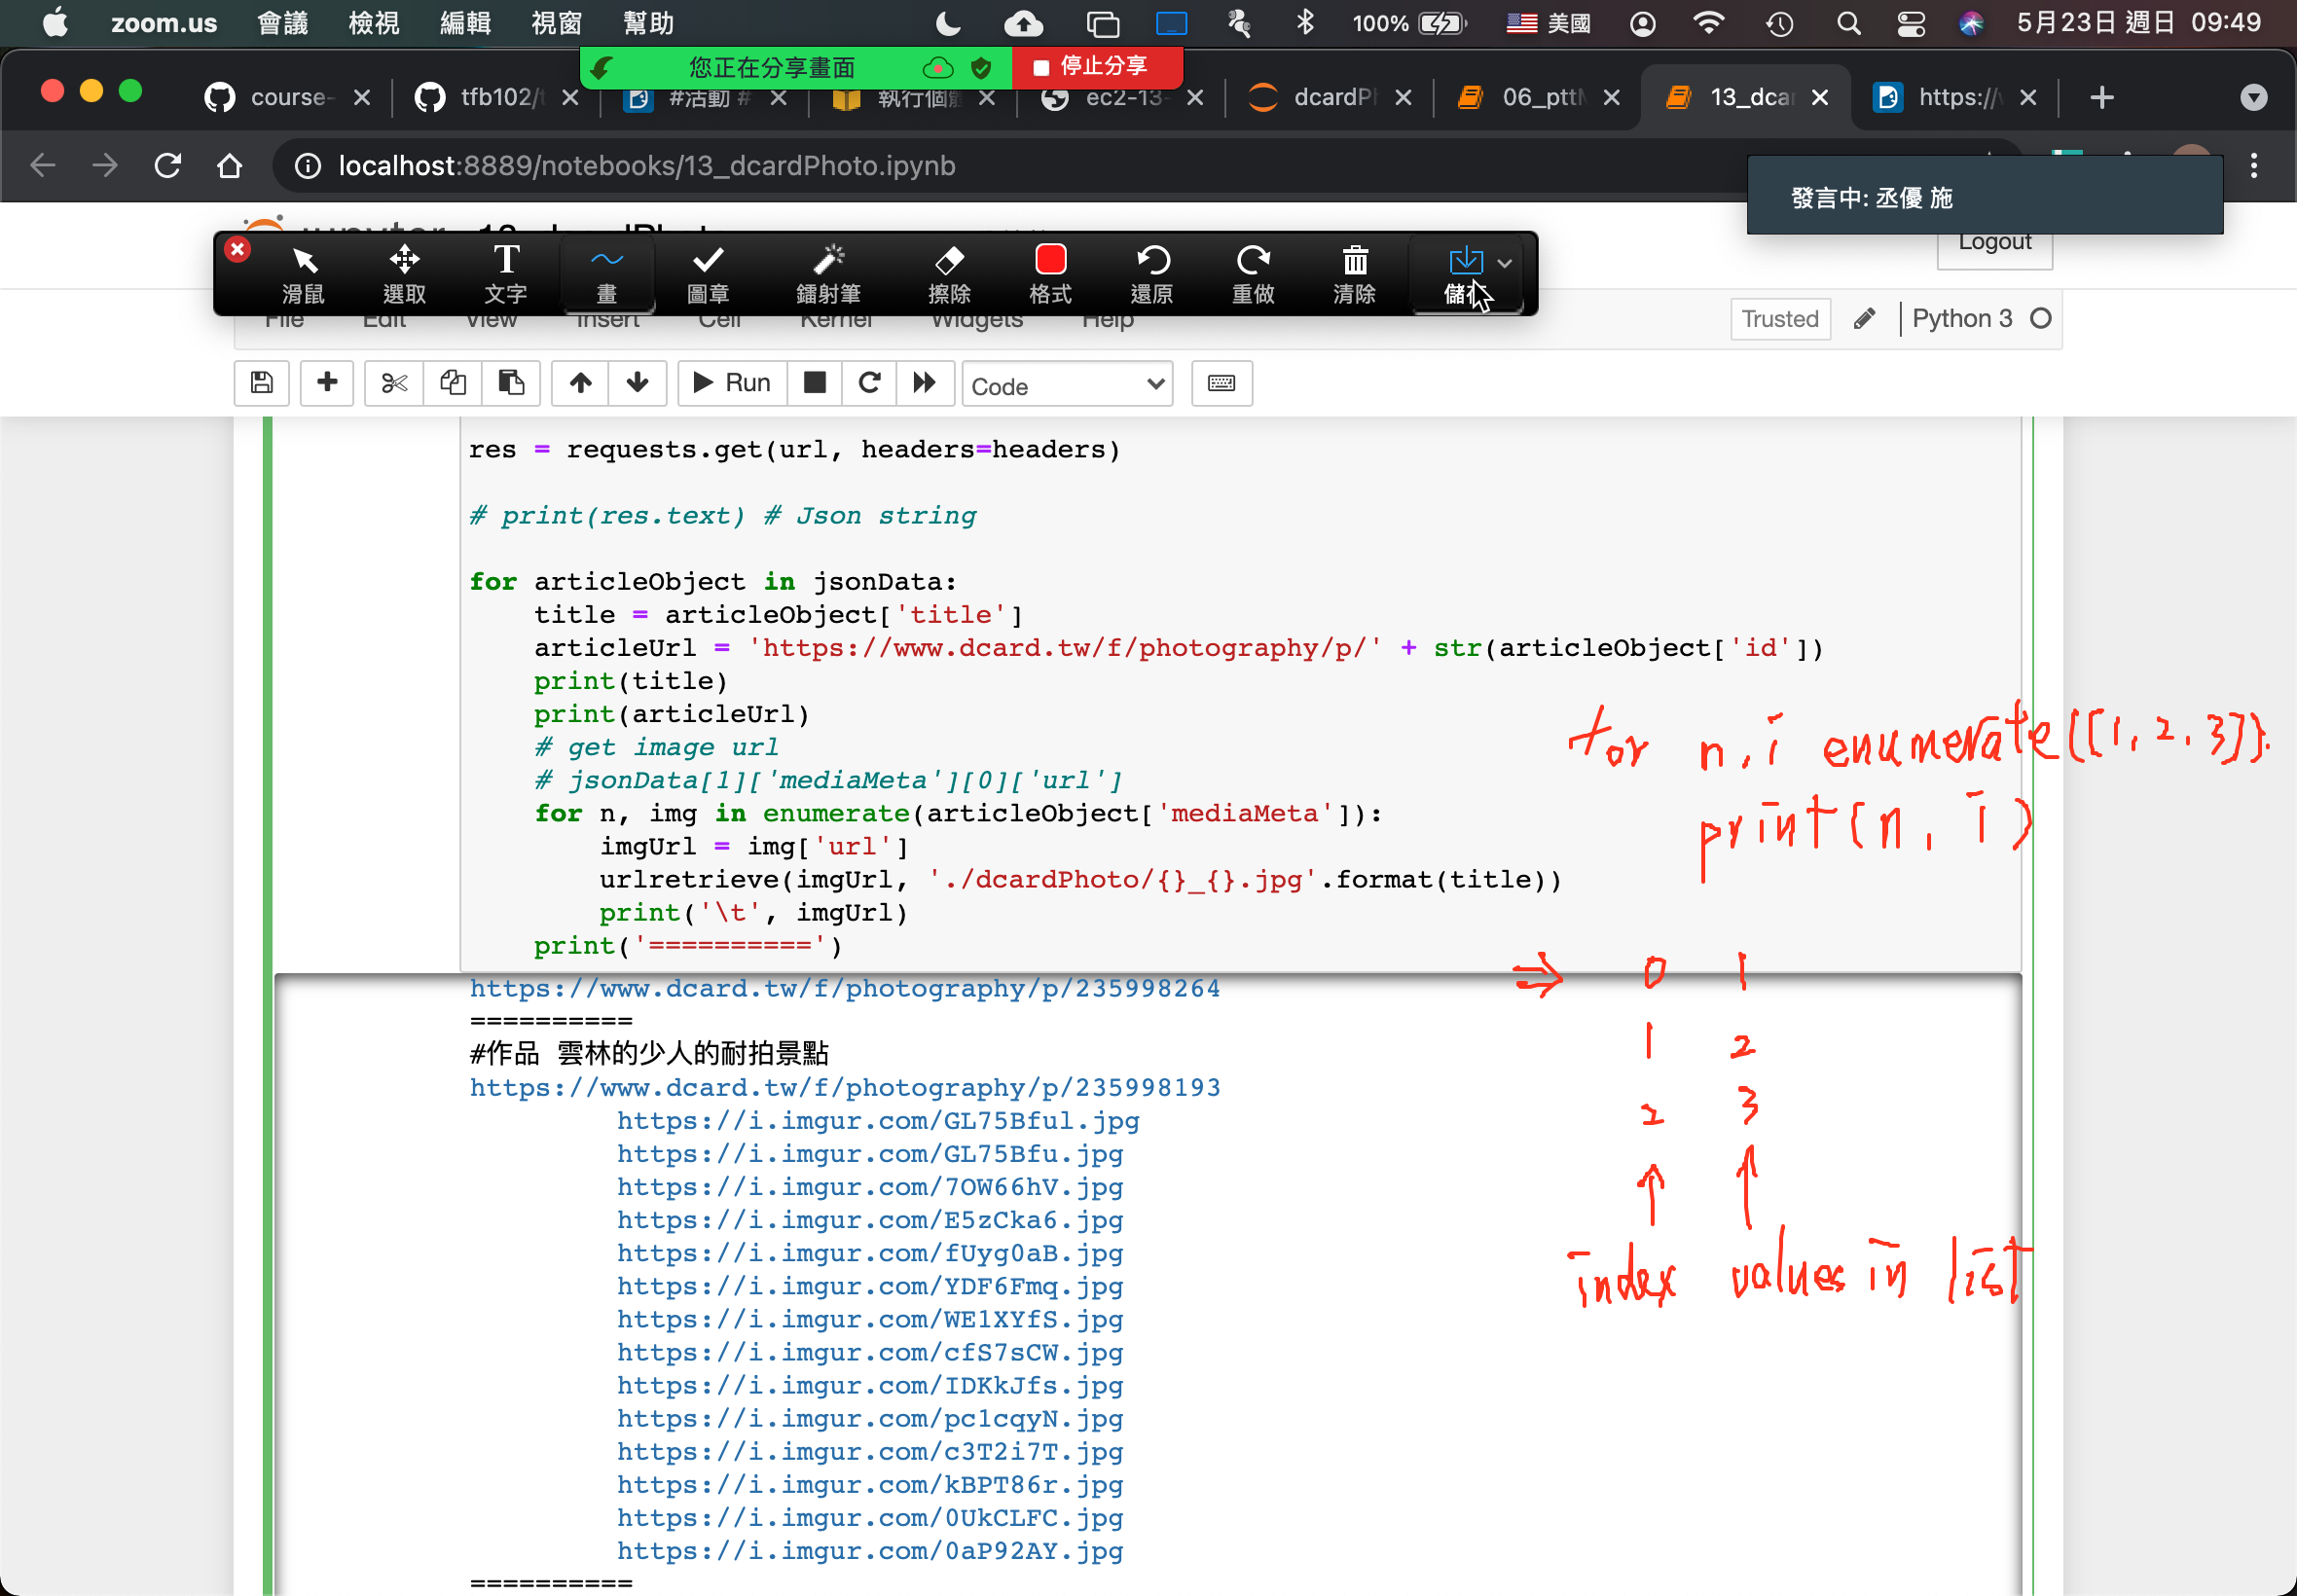 zoom.us 會議 檢視 編輯 視窗 幫助 100% 美國 5月23日 週日 09:49
您正在分享畫面 停止分享
course- tfb102/t #活動 # 執行個體 ec2-13- dcardP 06_ptt 13_dca https://
localhost:8889/notebooks/13_dcardPhoto.ipynb
發言中: 丞優 施
Logout
滑鼠 選取 文字 畫 圖章 鐳射筆 擦除 格式 還原 重做 清除 儲存
File Edit View Insert Cell Kernel Widgets Help
Trusted Python 3
Run Code
res = requests.get(url, headers=headers)
# print(res.text) # Json string
for articleObject in jsonData:
    title = articleObject['title']
    articleUrl = 'https://www.dcard.tw/f/photography/p/' + str(articleObject['id'])
    print(title)
    print(articleUrl)
    # get image url
    # jsonData[1]['mediaMeta'][0]['url']
    for n, img in enumerate(articleObject['mediaMeta']):
        imgUrl = img['url']
        urlretrieve(imgUrl, './dcardPhoto/{}_{}.jpg'.format(title))
        print('\t', imgUrl)
    print('==========')
for n,i enumerate([1,2,3]):
print(n, i)
⇒ 0 1
1 2
2 3
↑ ↑
index values in list
https://www.dcard.tw/f/photography/p/235998264
==========
#作品 雲林的少人的耐拍景點
https://www.dcard.tw/f/photography/p/235998193
https://i.imgur.com/GL75Bful.jpg
https://i.imgur.com/GL75Bfu.jpg
https://i.imgur.com/7OW66hV.jpg
https://i.imgur.com/E5zCka6.jpg
https://i.imgur.com/fUyg0aB.jpg
https://i.imgur.com/YDF6Fmq.jpg
https://i.imgur.com/WE1XYfS.jpg
https://i.imgur.com/cfS7sCW.jpg
https://i.imgur.com/IDKkJfs.jpg
https://i.imgur.com/pc1cqyN.jpg
https://i.imgur.com/c3T2i7T.jpg
https://i.imgur.com/kBPT86r.jpg
https://i.imgur.com/0UkCLFC.jpg
https://i.imgur.com/0aP92AY.jpg
==========